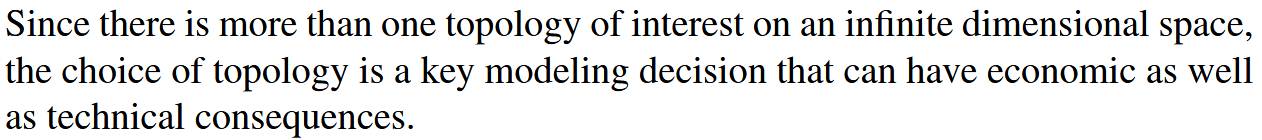 Since there is more than one topology of interest on an infinite dimensional space,
the choice of topology is a key modeling decision that can have economic as well
as technical consequences.